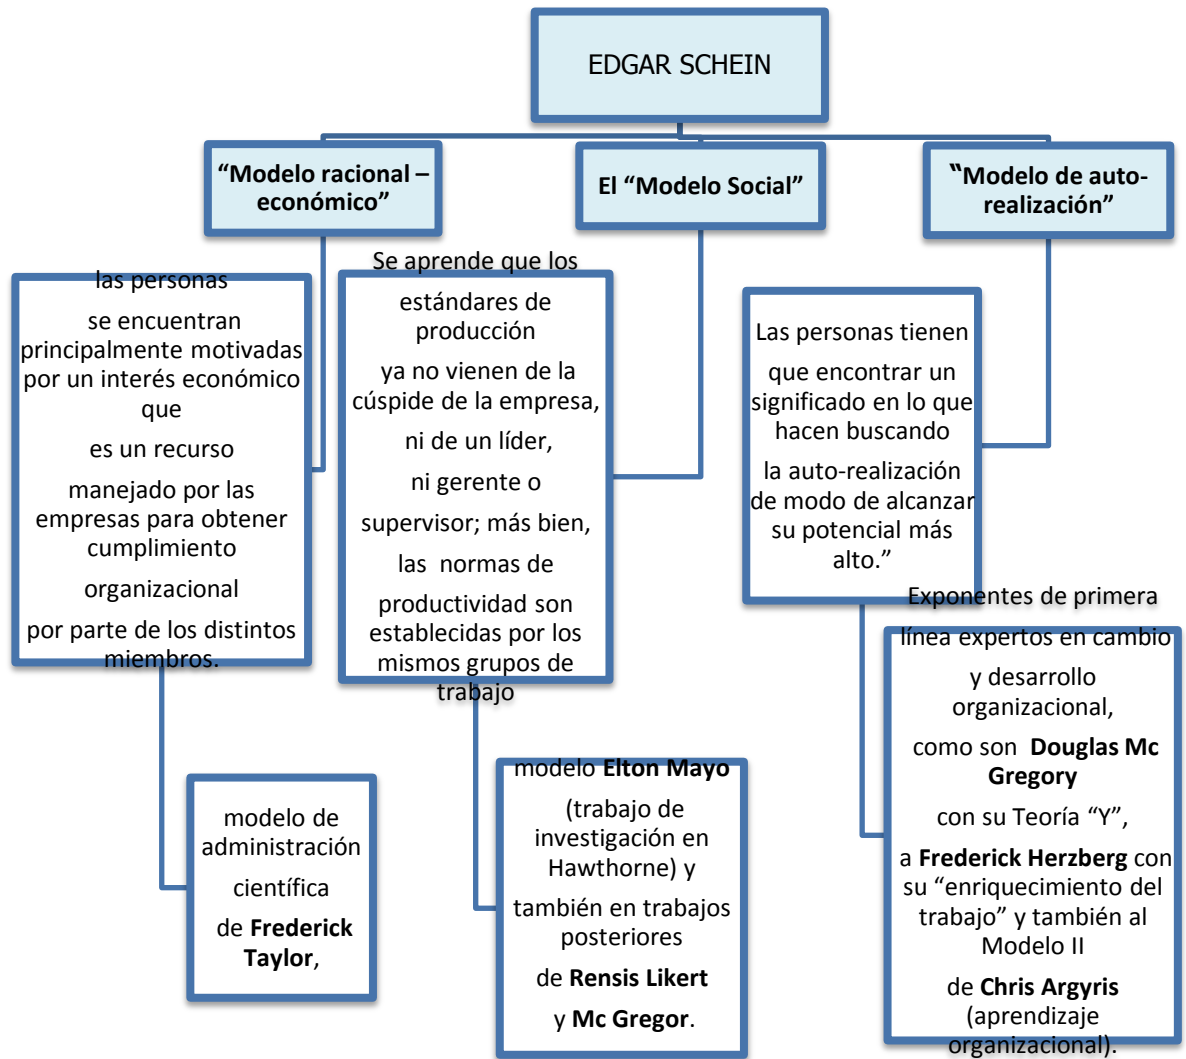 EDGAR SCHEIN
“Modelo racional –
económico”
El “Modelo Social”
“Modelo de auto-
realización”
las personas
se encuentran
principalmente motivadas
por un interés económico
que
es un recurso
manejado por las
empresas para obtener
cumplimiento
organizacional
por parte de los distintos
miembros.
Se aprende que los
estándares de
producción
ya no vienen de la
cúspide de la empresa,
ni de un líder,
ni gerente o
supervisor; más bien,
las normas de
productividad son
establecidas por los
mismos grupos de
trabajo
Las personas tienen
que encontrar un
significado en lo que
hacen buscando
la auto-realización
de modo de alcanzar
su potencial más
alto.”
modelo de
administración
científica
de Frederick
Taylor,
modelo Elton Mayo
(trabajo de
investigación en
Hawthorne) y
también en trabajos
posteriores
de Rensis Likert
y Mc Gregor.
Exponentes de primera
línea expertos en cambio
y desarrollo
organizacional,
como son Douglas Mc
Gregory
con su Teoría “Y”,
a Frederick Herzberg con
su “enriquecimiento del
trabajo” y también al
Modelo II
de Chris Argyris
(aprendizaje
organizacional).